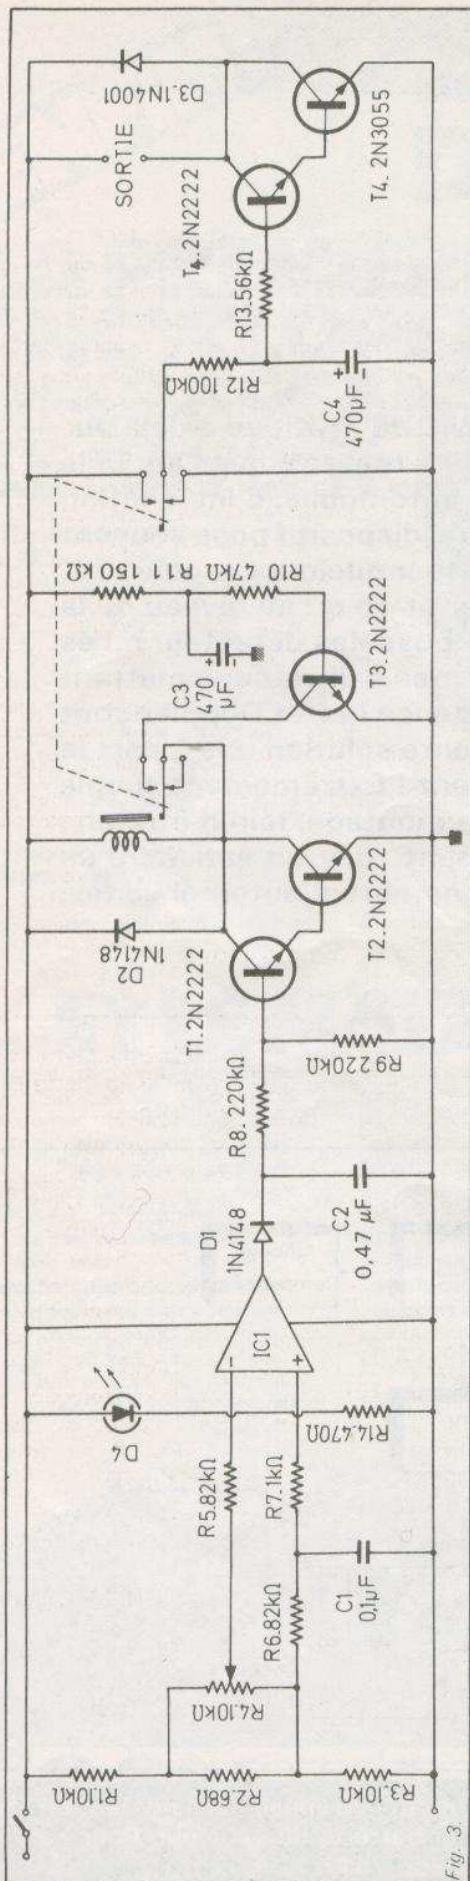 R1.10kΩ
R2.68Ω
R3.10kΩ
R4.10kΩ
R5.82kΩ
R6.82kΩ
R7.1kΩ
C1
0,1µF
D4
R14.470Ω
-
+
IC1
D1
1N4148
C2
0,47 µF
R8. 220kΩ
R9 220kΩ
D2
1N4148
T1.2N2222
T2.2N2222
C3
470
µF
+
-
R11 150 kΩ
R10 47kΩ
T3.2N2222
R12 100kΩ
R13.56kΩ
+
-
C4
470µF
SORTIE
T4.2N2222
D3.1N4001
T4. 2N3055
Fig. 3.